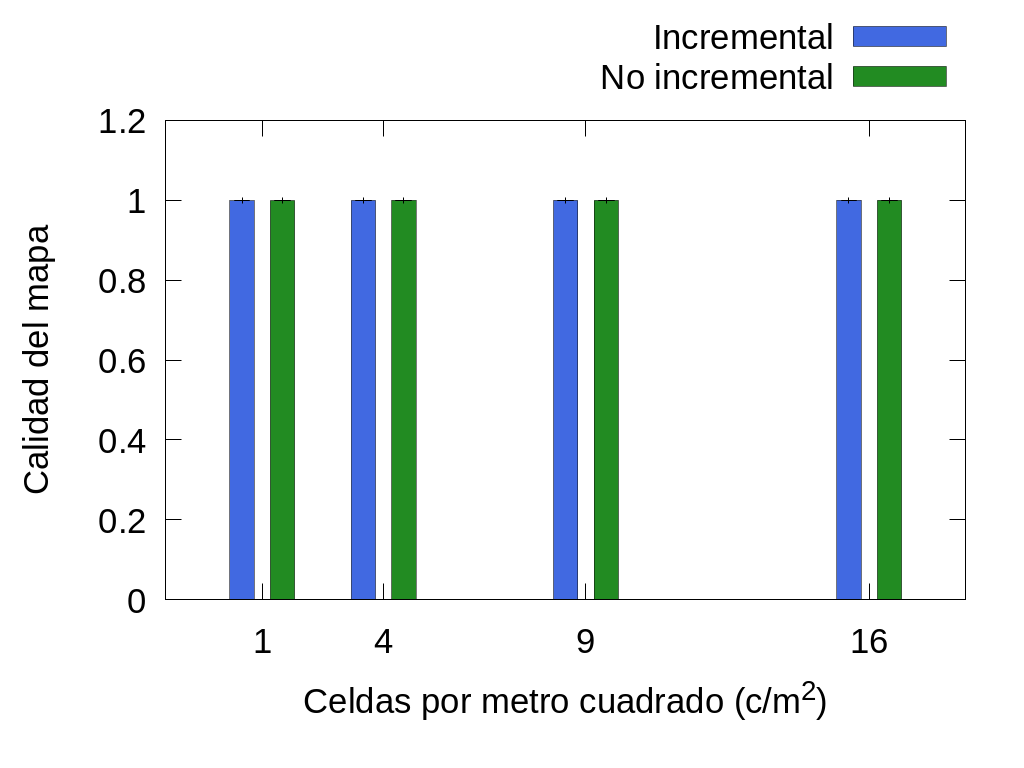 Incremental
No incremental
1.2
1
0.8
0.6
0.4
0.2
0
Calidad del mapa
1 4 9 16
Celdas por metro cuadrado (c/m²)